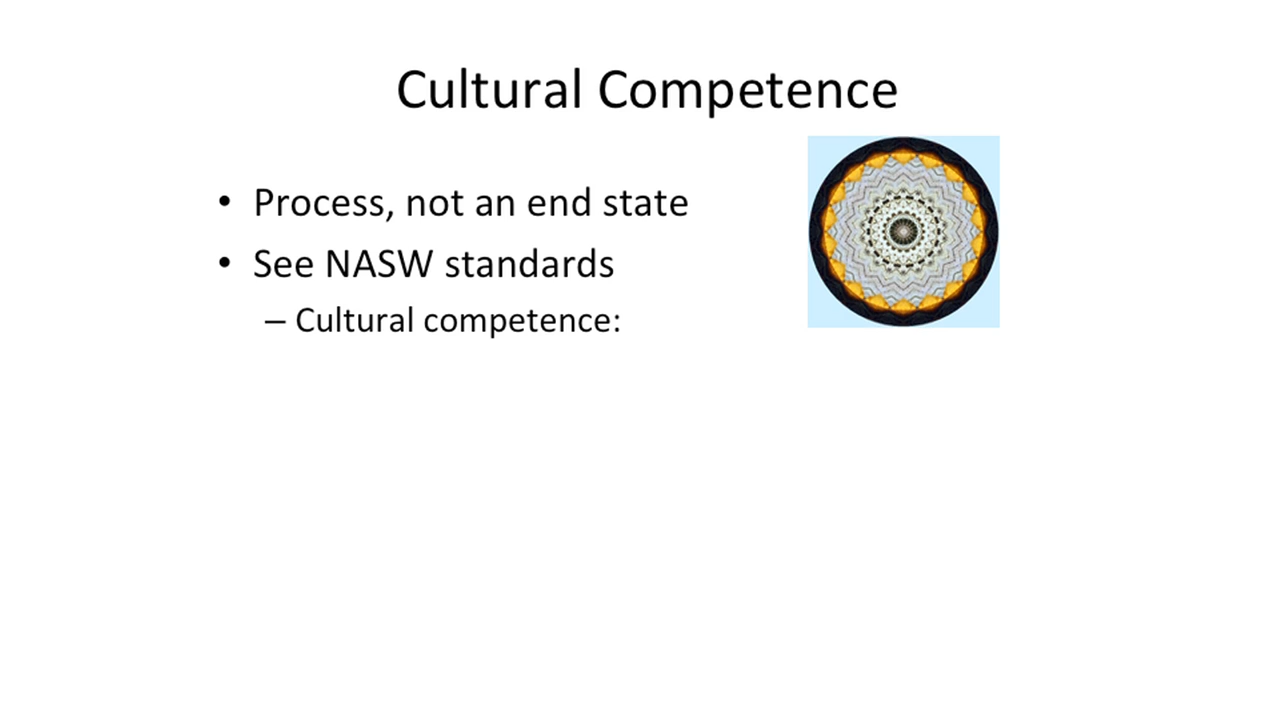 Cultural Competence
• Process, not an end state
• See NASW standards
– Cultural competence: